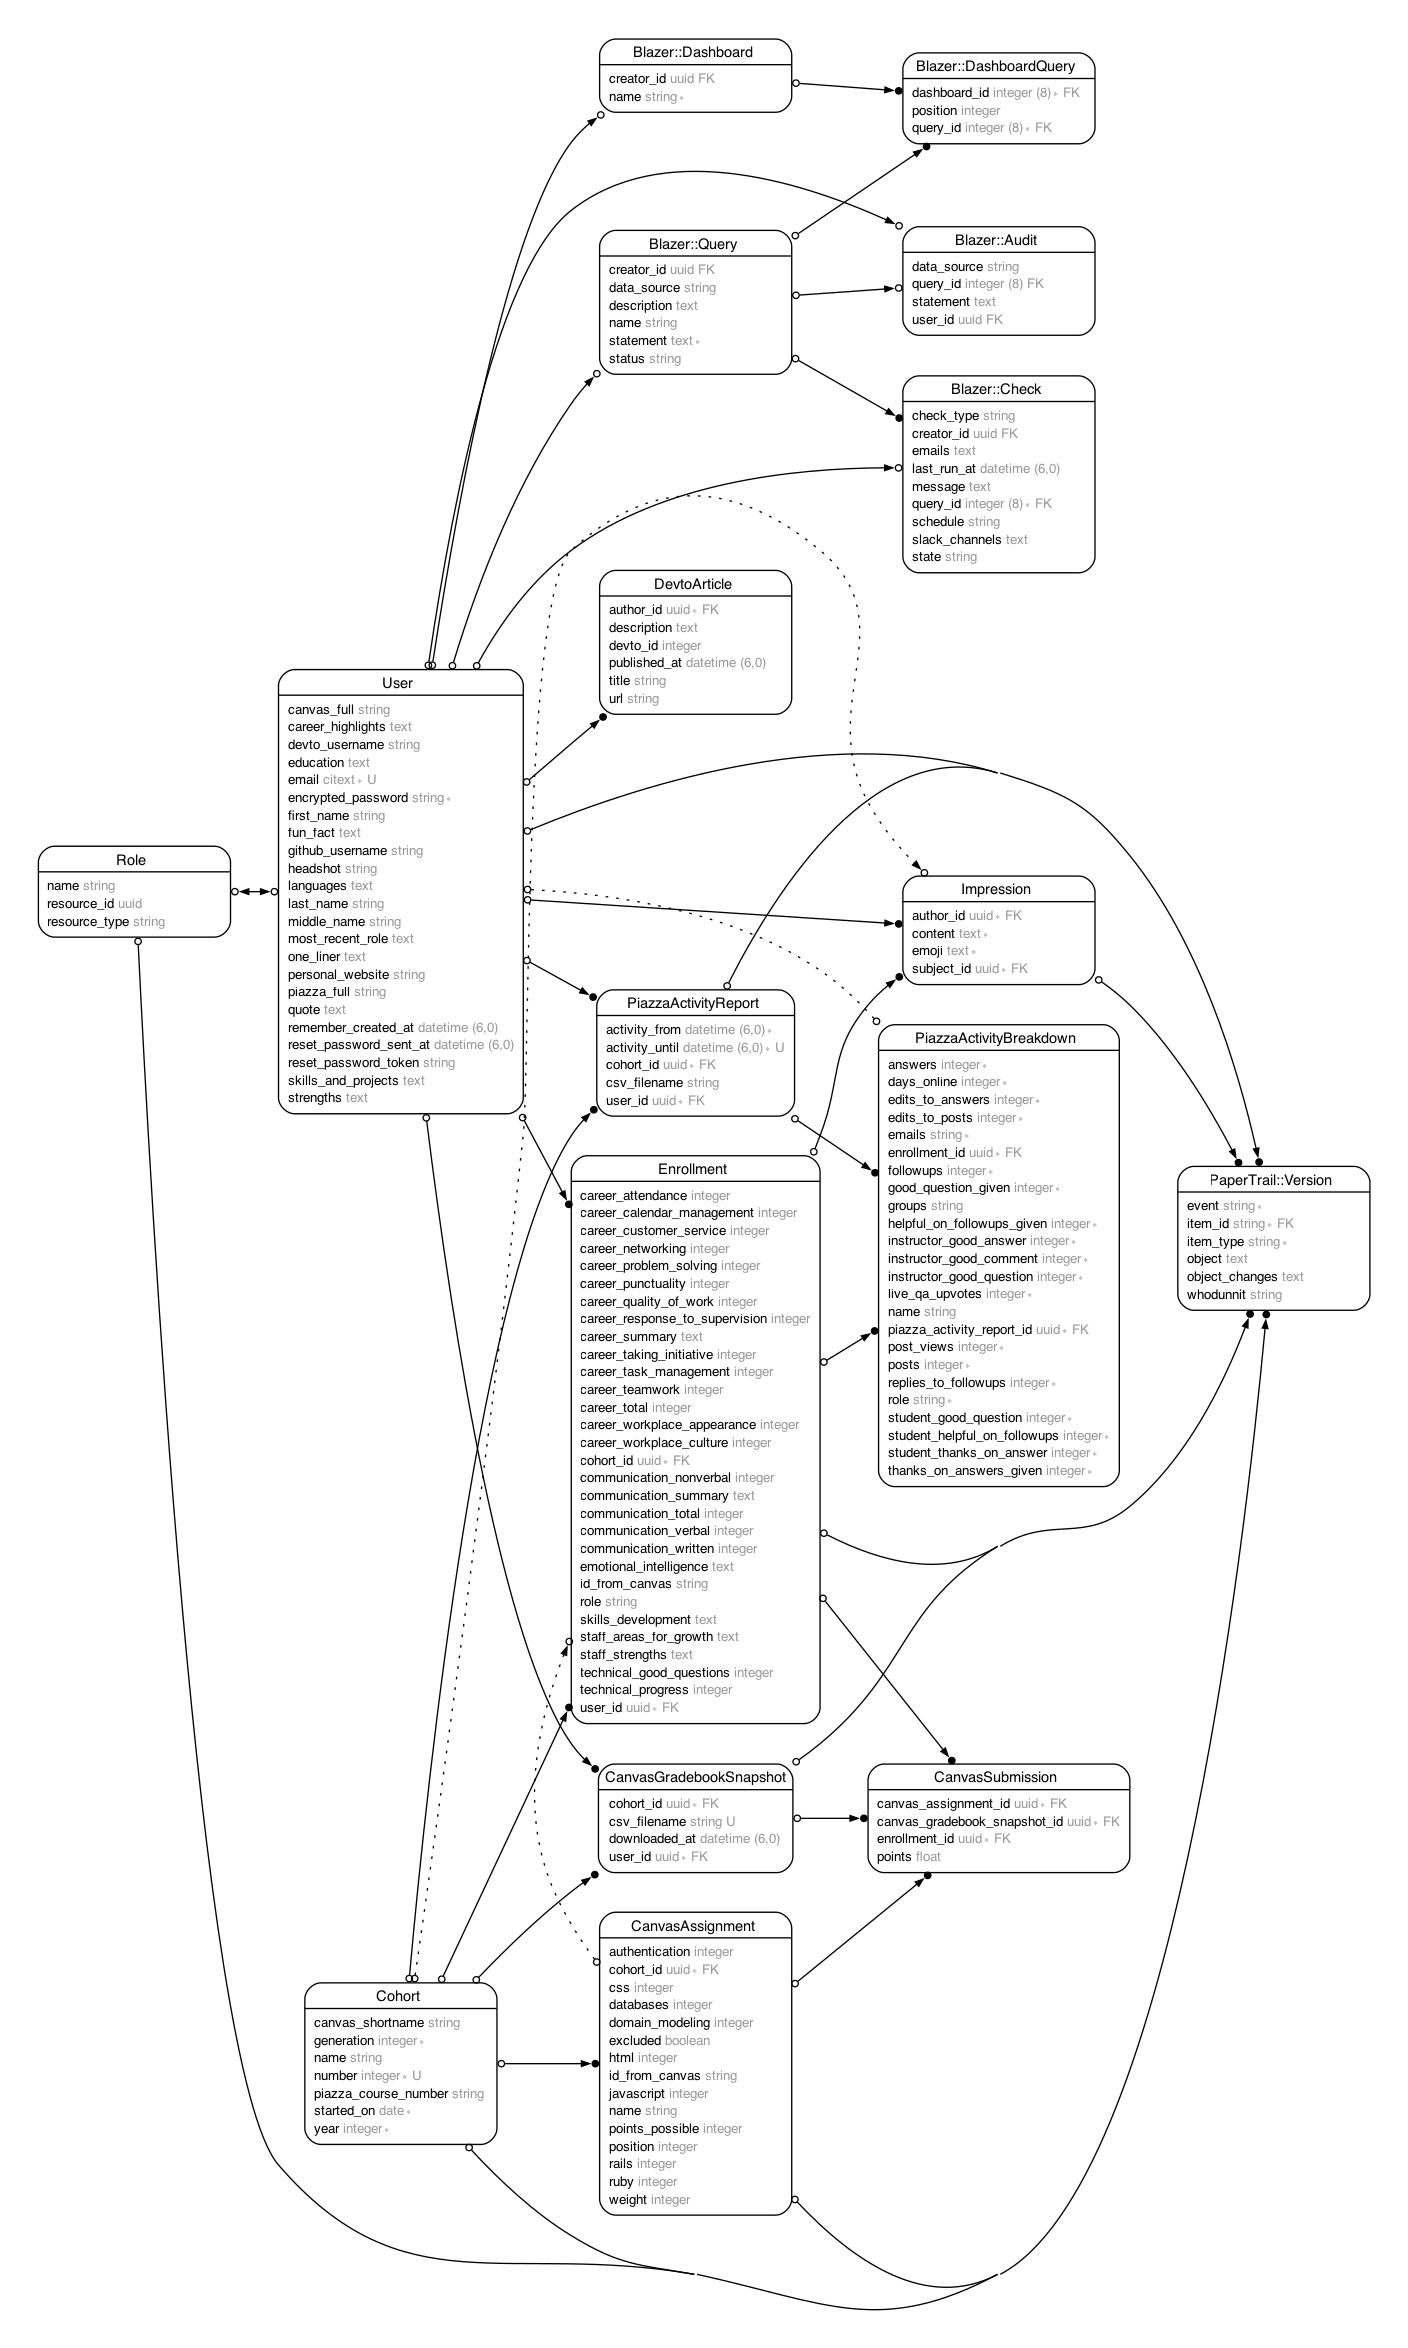 Blazer::Dashboard
creator_id uuid FK
name string ∗
Blazer::DashboardQuery
dashboard_id integer (8) ∗ FK
position integer
query_id integer (8) ∗ FK
Blazer::Query
creator_id uuid FK
data_source string
description text
name string
statement text ∗
status string
Blazer::Audit
data_source string
query_id integer (8) FK
statement text
user_id uuid FK
Blazer::Check
check_type string
creator_id uuid FK
emails text
last_run_at datetime (6,0)
message text
query_id integer (8) ∗ FK
schedule string
slack_channels text
state string
DevtoArticle
author_id uuid ∗ FK
description text
devto_id integer
published_at datetime (6,0)
title string
url string
User
canvas_full string
career_highlights text
devto_username string
education text
email citext ∗ U
encrypted_password string ∗
first_name string
fun_fact text
github_username string
headshot string
languages text
last_name string
middle_name string
most_recent_role text
one_liner text
personal_website string
piazza_full string
quote text
remember_created_at datetime (6,0)
reset_password_sent_at datetime (6,0)
reset_password_token string
skills_and_projects text
strengths text
Role
name string
resource_id uuid
resource_type string
Impression
author_id uuid ∗ FK
content text ∗
emoji text ∗
subject_id uuid ∗ FK
PiazzaActivityReport
activity_from datetime (6,0) ∗
activity_until datetime (6,0) ∗ U
cohort_id uuid ∗ FK
csv_filename string
user_id uuid ∗ FK
PiazzaActivityBreakdown
answers integer ∗
days_online integer ∗
edits_to_answers integer ∗
edits_to_posts integer ∗
emails string ∗
enrollment_id uuid ∗ FK
followups integer ∗
good_question_given integer ∗
groups string
helpful_on_followups_given integer ∗
instructor_good_answer integer ∗
instructor_good_comment integer ∗
instructor_good_question integer ∗
live_qa_upvotes integer ∗
name string
piazza_activity_report_id uuid ∗ FK
post_views integer ∗
posts integer ∗
replies_to_followups integer ∗
role string ∗
student_good_question integer ∗
student_helpful_on_followups integer ∗
student_thanks_on_answer integer ∗
thanks_on_answers_given integer ∗
Enrollment
career_attendance integer
career_calendar_management integer
career_customer_service integer
career_networking integer
career_problem_solving integer
career_punctuality integer
career_quality_of_work integer
career_response_to_supervision integer
career_summary text
career_taking_initiative integer
career_task_management integer
career_teamwork integer
career_total integer
career_workplace_appearance integer
career_workplace_culture integer
cohort_id uuid ∗ FK
communication_nonverbal integer
communication_summary text
communication_total integer
communication_verbal integer
communication_written integer
emotional_intelligence text
id_from_canvas string
role string
skills_development text
staff_areas_for_growth text
staff_strengths text
technical_good_questions integer
technical_progress integer
user_id uuid ∗ FK
PaperTrail::Version
event string ∗
item_id string ∗ FK
item_type string ∗
object text
object_changes text
whodunnit string
CanvasGradebookSnapshot
cohort_id uuid ∗ FK
csv_filename string U
downloaded_at datetime (6,0)
user_id uuid ∗ FK
CanvasSubmission
canvas_assignment_id uuid ∗ FK
canvas_gradebook_snapshot_id uuid ∗ FK
enrollment_id uuid ∗ FK
points float
CanvasAssignment
authentication integer
cohort_id uuid ∗ FK
css integer
databases integer
domain_modeling integer
excluded boolean
html integer
id_from_canvas string
javascript integer
name string
points_possible integer
position integer
rails integer
ruby integer
weight integer
Cohort
canvas_shortname string
generation integer ∗
name string
number integer ∗ U
piazza_course_number string
started_on date ∗
year integer ∗